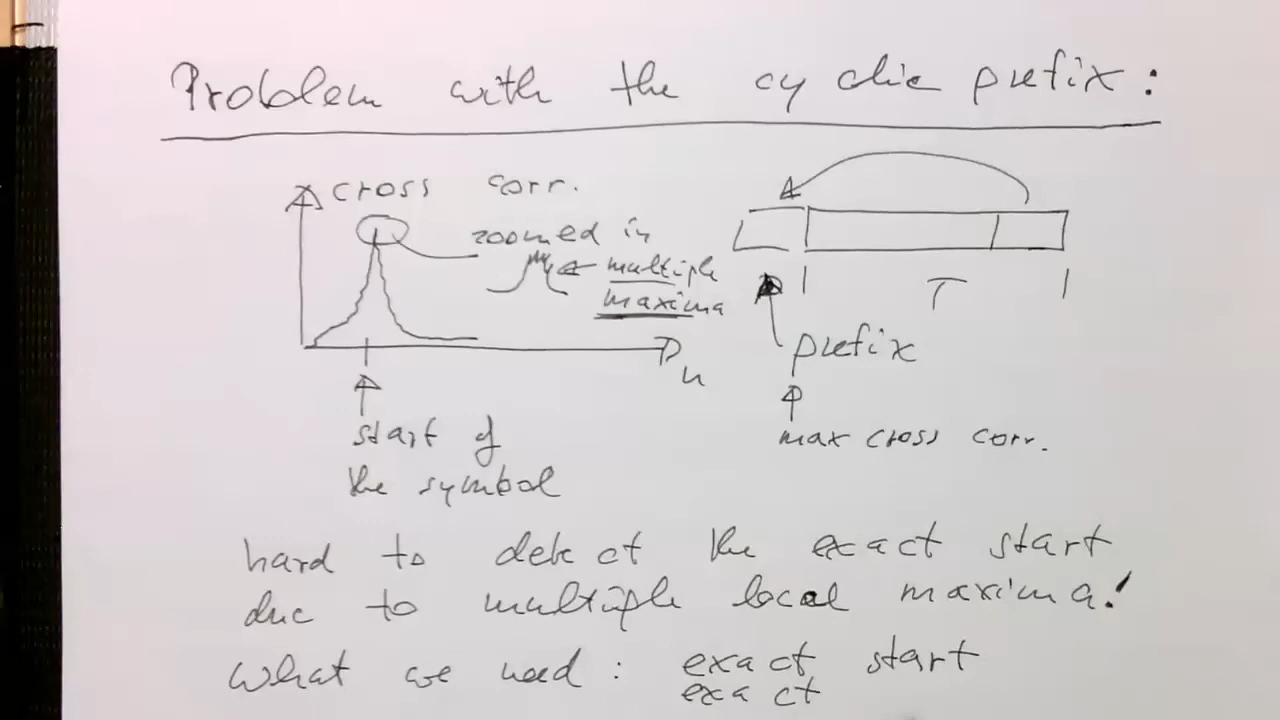 Problem with the cyclic prefix:
cross corr.
zoomed in
multiple
maxima
n
start of
the symbol
T
prefix
max cross corr.
hard to detect the exact start
due to multiple local maxima!
what we need: exact start
exact